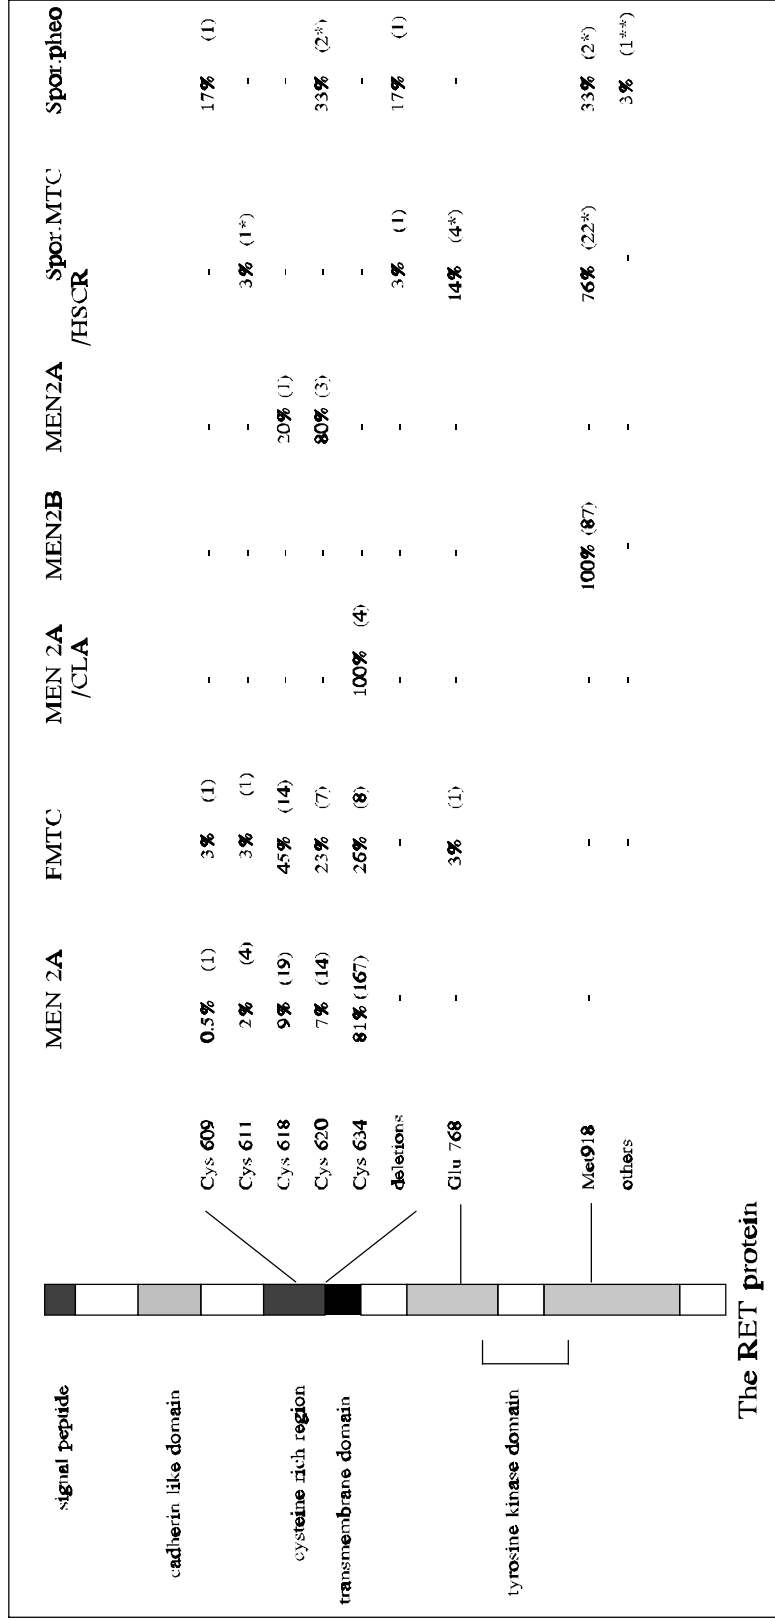 MEN 2A FMTC MEN 2A MEN2B MEN2A Spor.MTC Spor.pheo
/CLA /HSCR
signal peptide
cadherin like domain
cysteine rich region
transmembrane domain
tyrosine kinase domain
Cys 609 0.5% (1) 3% (1) - - - - 17% (1)
Cys 611 2% (4) 3% (1) - - - 3% (1*) -
Cys 618 9% (19) 45% (14) - - 20% (1) - -
Cys 620 7% (14) 23% (7) - - 80% (3) - 33% (2*)
Cys 634 81% (167) 26% (8) 100% (4) - - - -
deletions - - - - - 3% (1) 17% (1)
Glu 768 - 3% (1) - - - 14% (4*) -
Met918 - - - 100% (87) - 76% (22*) 33% (2*)
others - - - - - 3% (1**)
The RET protein